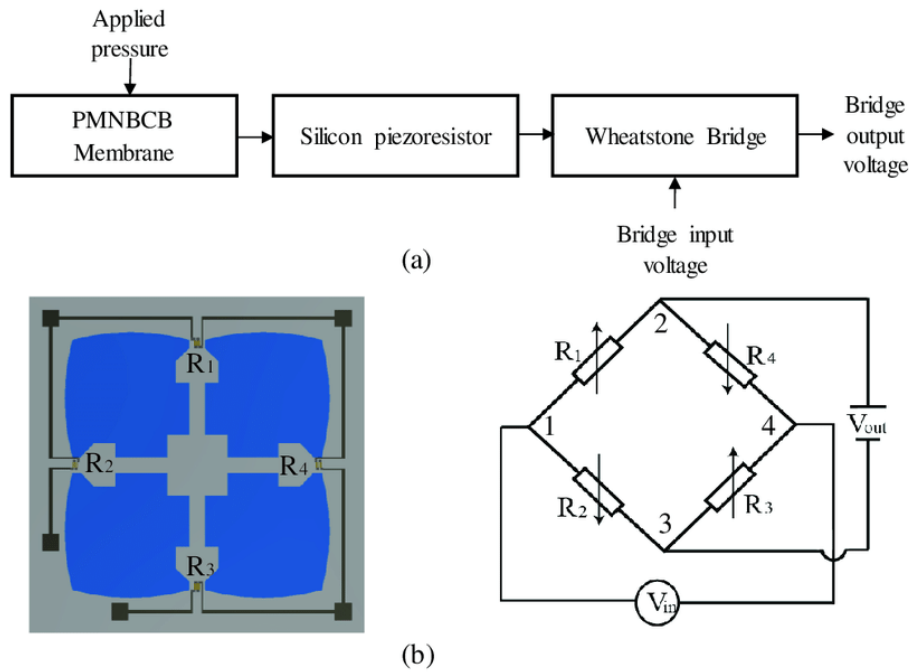 Applied
pressure
PMNBCB
Membrane
Silicon piezoresistor
Wheatstone Bridge
Bridge
output
voltage
Bridge input
voltage
(a)
R1
R2
R4
R3
2
R1
R4
1
4
Vout
R2
3
R3
Vin
(b)